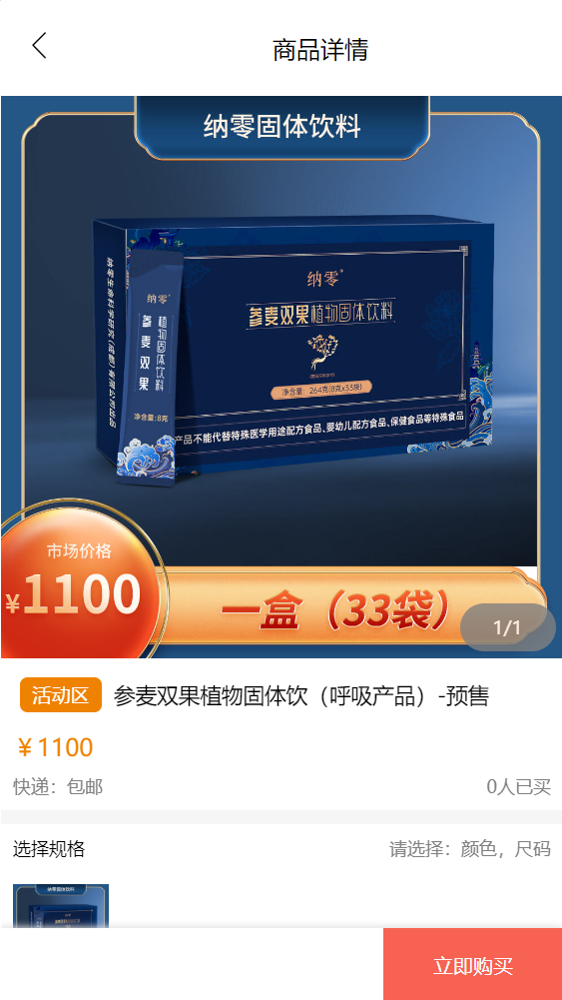 商品详情
纳零固体饮料
纳零®
参麦双果植物固体饮料
净含量：264克(8克x33袋)
产品不能代替特殊医学用途配方食品、婴幼儿配方食品、保健食品等特殊食品
纳零®
参麦双果
植物固体饮料
净含量:8克
市场价格
¥1100
一盒（33袋）
1/1
活动区
参麦双果植物固体饮（呼吸产品）-预售
¥1100
快递：包邮
0人已买
选择规格
请选择：颜色，尺码
纳零固体饮料
立即购买